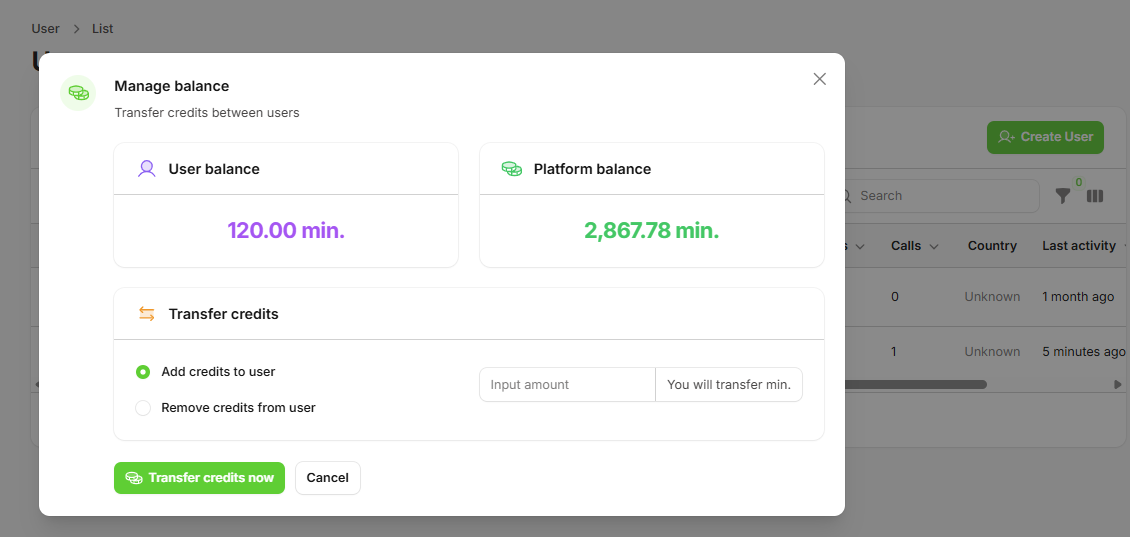 User > List
Manage balance
Transfer credits between users
User balance
Platform balance
120.00 min.
2,867.78 min.
Transfer credits
Add credits to user
Input amount
You will transfer min.
Remove credits from user
Transfer credits now
Cancel
Create User
0
Search
Calls Country Last activity
0 Unknown 1 month ago
1 Unknown 5 minutes ago